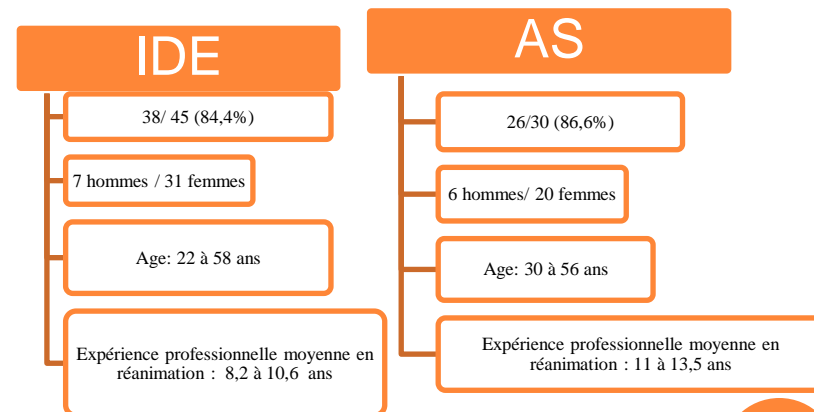 IDE
38/ 45 (84,4%)
7 hommes / 31 femmes
Age: 22 à 58 ans
Expérience professionnelle moyenne en
réanimation : 8,2 à 10,6 ans
AS
26/30 (86,6%)
6 hommes/ 20 femmes
Age: 30 à 56 ans
Expérience professionnelle moyenne en
réanimation : 11 à 13,5 ans